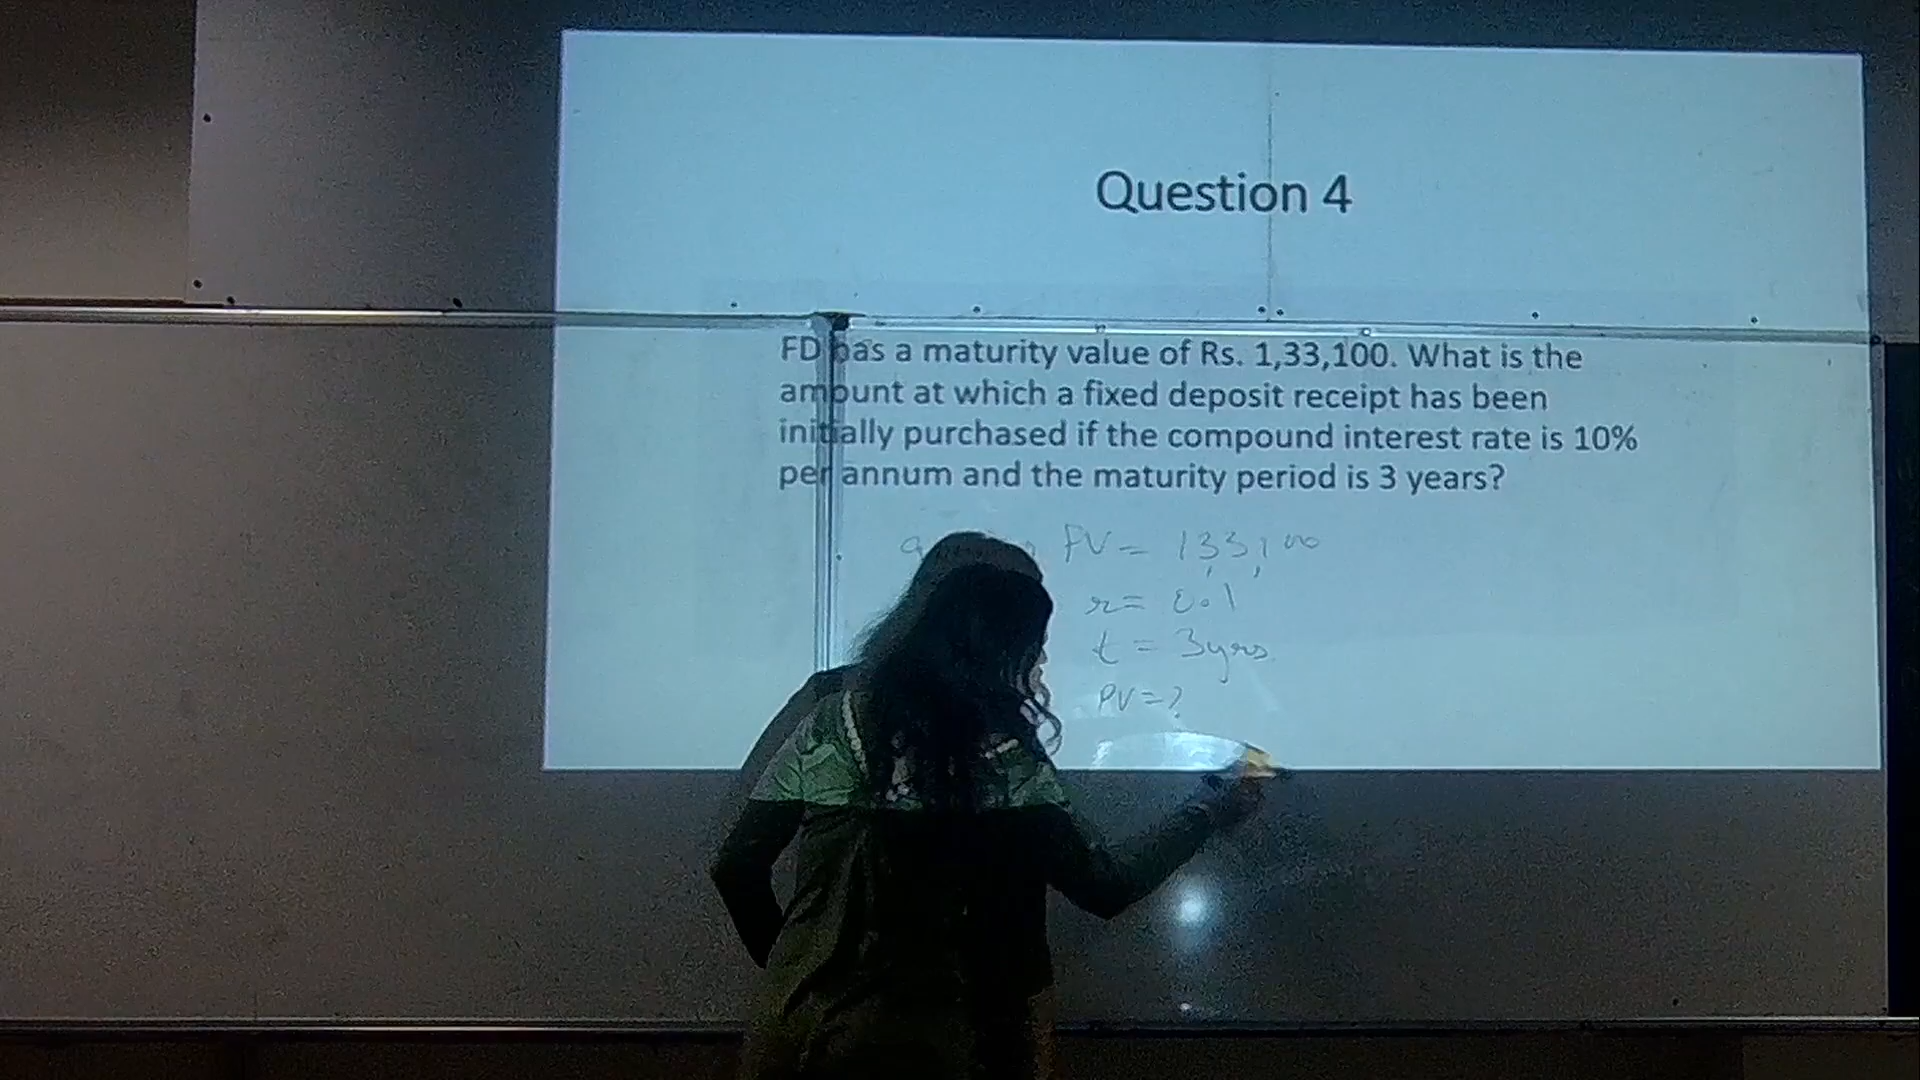 Question 4
FD has a maturity value of Rs. 1,33,100. What is the
amount at which a fixed deposit receipt has been
initially purchased if the compound interest rate is 10%
per annum and the maturity period is 3 years?
FV = 1,33,100
r = 0.1
t = 3yrs
PV = ?